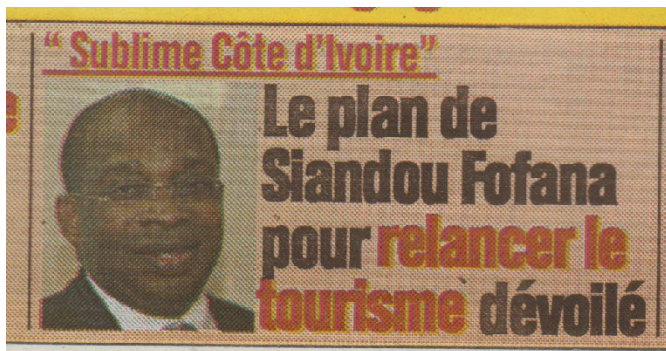 “ Sublime Côte d’Ivoire”
Le plan de
Siandou Fofana
pour relancer le
tourisme dévoilé